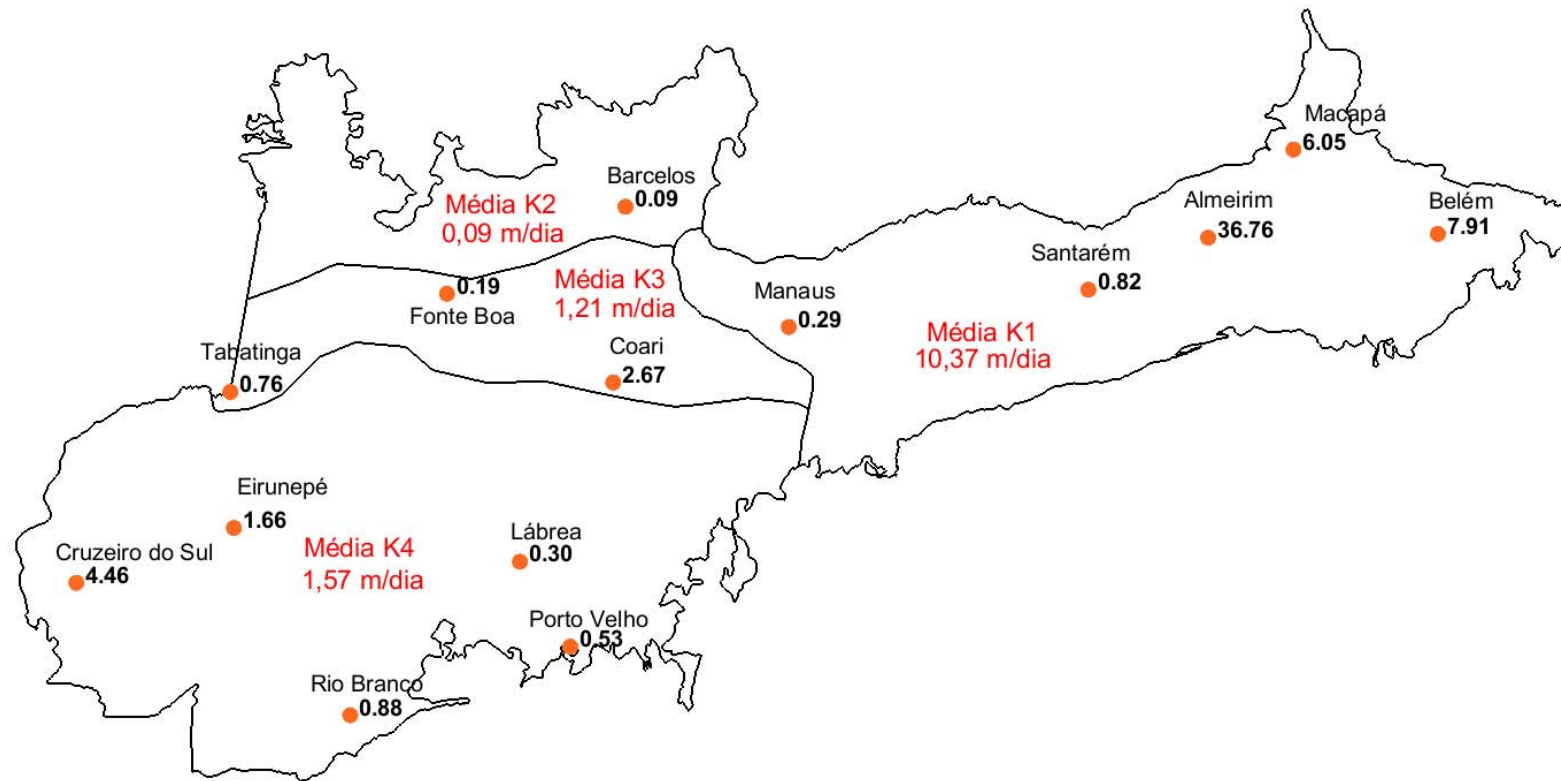 Macapá
6.05
Barcelos
0.09
Almeirim
36.76
Belém
7.91
Média K2
0,09 m/dia
Santarém
0.82
Média K3
1,21 m/dia
0.19
Fonte Boa
Manaus
0.29
Média K1
10,37 m/dia
Tabatinga
0.76
Coari
2.67
Eirunepé
1.66
Cruzeiro do Sul
4.46
Média K4
1,57 m/dia
Lábrea
0.30
Porto Velho
0.53
Rio Branco
0.88